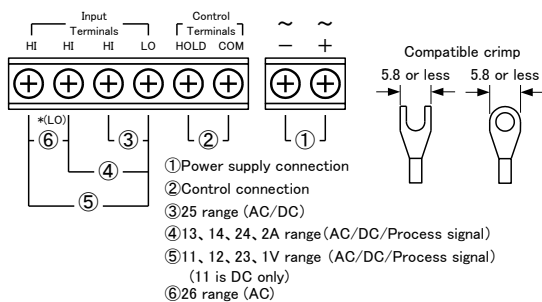 Input Terminals
Control Terminals
HI HI HI LO HOLD COM
~ ~
− +
*(LO)
⑥ ③ ② ①
④
⑤
Compatible crimp
5.8 or less 5.8 or less
①Power supply connection
②Control connection
③25 range (AC/DC)
④13、14、24、2A range(AC/DC/Process signal)
⑤11、12、23、1V range (AC/DC/Process signal)
(11 is DC only)
⑥26 range (AC)